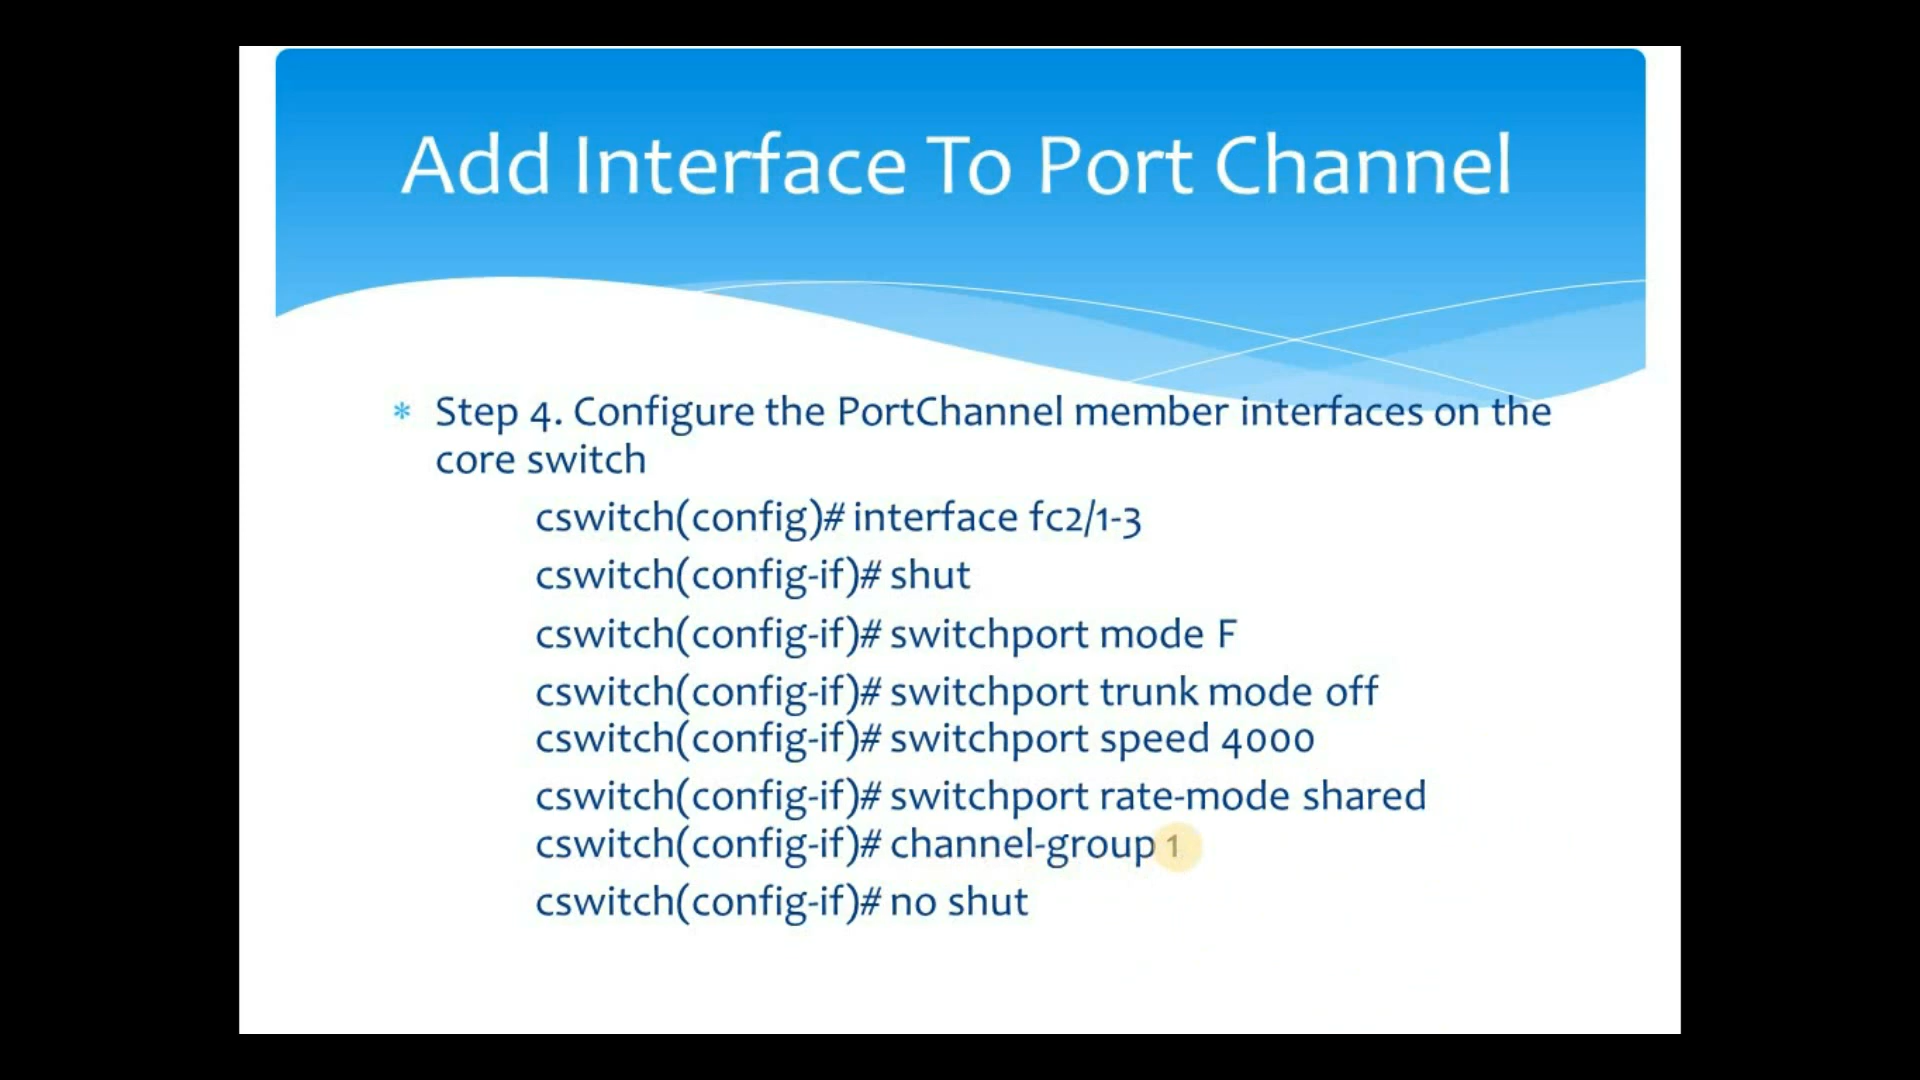 Add Interface To Port Channel
* Step 4. Configure the PortChannel member interfaces on the
core switch
cswitch(config)# interface fc2/1-3
cswitch(config-if)# shut
cswitch(config-if)# switchport mode F
cswitch(config-if)# switchport trunk mode off
cswitch(config-if)# switchport speed 4000
cswitch(config-if)# switchport rate-mode shared
cswitch(config-if)# channel-group 1
cswitch(config-if)# no shut